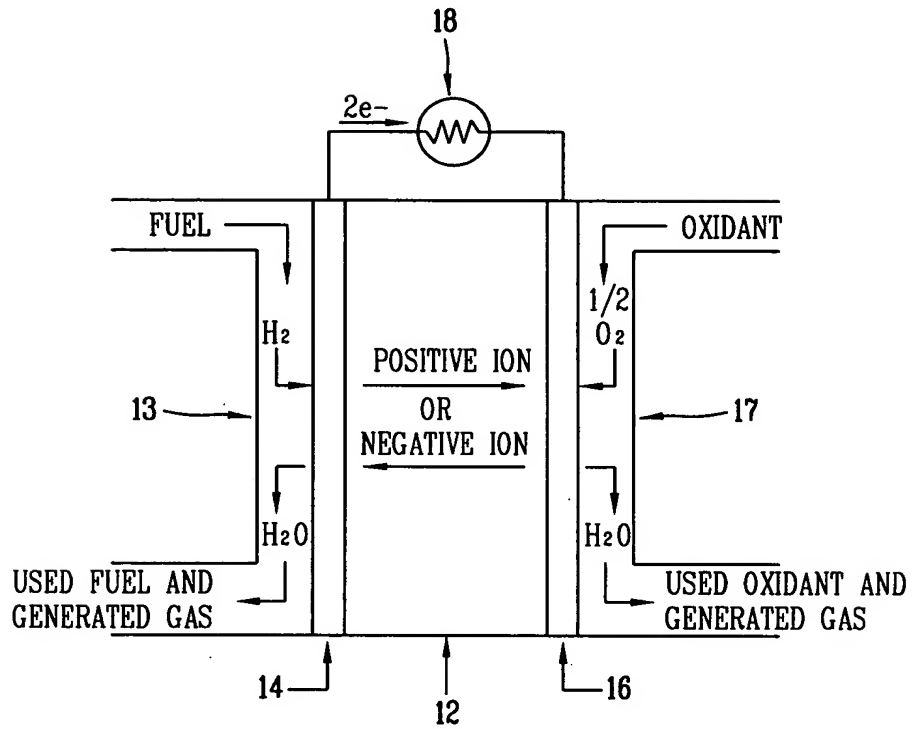 18
2e-
FUEL
OXIDANT
H2
1/2
O2
POSITIVE ION
OR
NEGATIVE ION
13
17
H2O
H2O
USED FUEL AND
GENERATED GAS
USED OXIDANT AND
GENERATED GAS
14
12
16